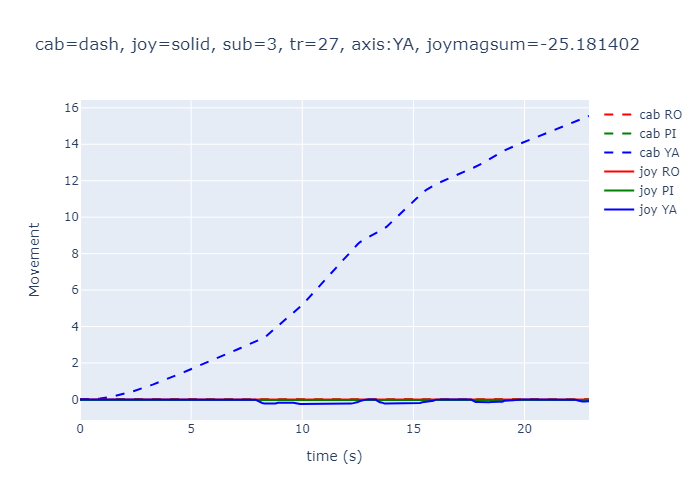 cab=dash, joy=solid, sub=3, tr=27, axis:YA, joymagsum=-25.181402
Movement
16
14
12
10
8
6
4
2
0
0 5 10 15 20
time (s)
cab RO
cab PI
cab YA
joy RO
joy PI
joy YA